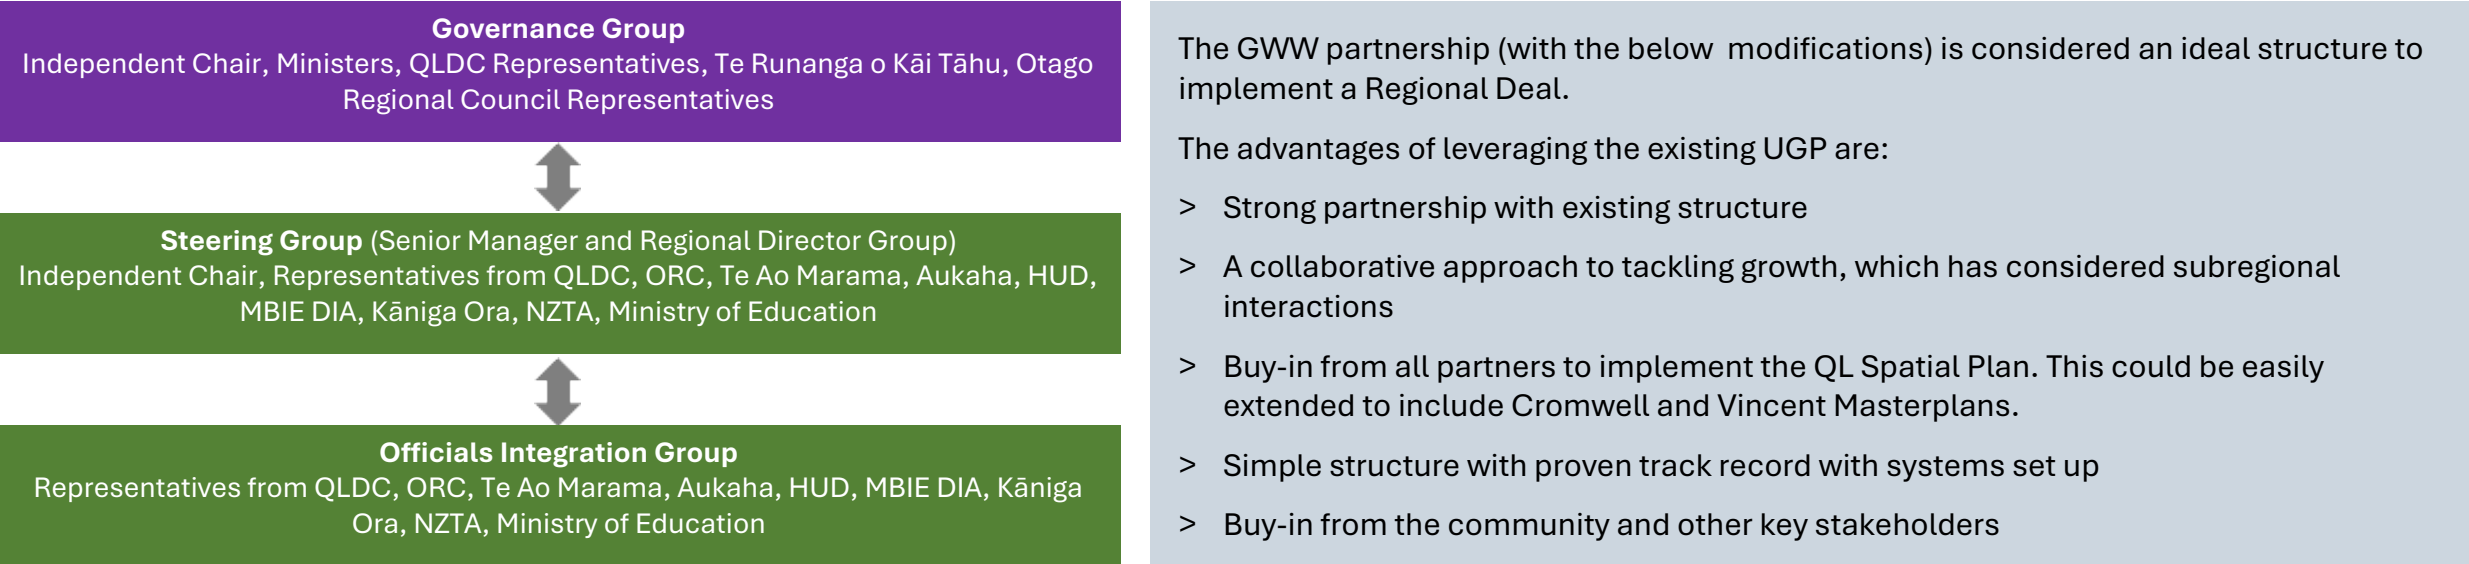 Governance Group
Independent Chair, Ministers, QLDC Representatives, Te Runanga o Kāi Tāhu, Otago
Regional Council Representatives
Steering Group (Senior Manager and Regional Director Group)
Independent Chair, Representatives from QLDC, ORC, Te Ao Marama, Aukaha, HUD,
MBIE DIA, Kāniga Ora, NZTA, Ministry of Education
Officials Integration Group
Representatives from QLDC, ORC, Te Ao Marama, Aukaha, HUD, MBIE DIA, Kāniga
Ora, NZTA, Ministry of Education
The GWW partnership (with the below  modifications) is considered an ideal structure to
implement a Regional Deal.
The advantages of leveraging the existing UGP are:
> Strong partnership with existing structure
> A collaborative approach to tackling growth, which has considered subregional
interactions
> Buy-in from all partners to implement the QL Spatial Plan. This could be easily
extended to include Cromwell and Vincent Masterplans.
> Simple structure with proven track record with systems set up
> Buy-in from the community and other key stakeholders